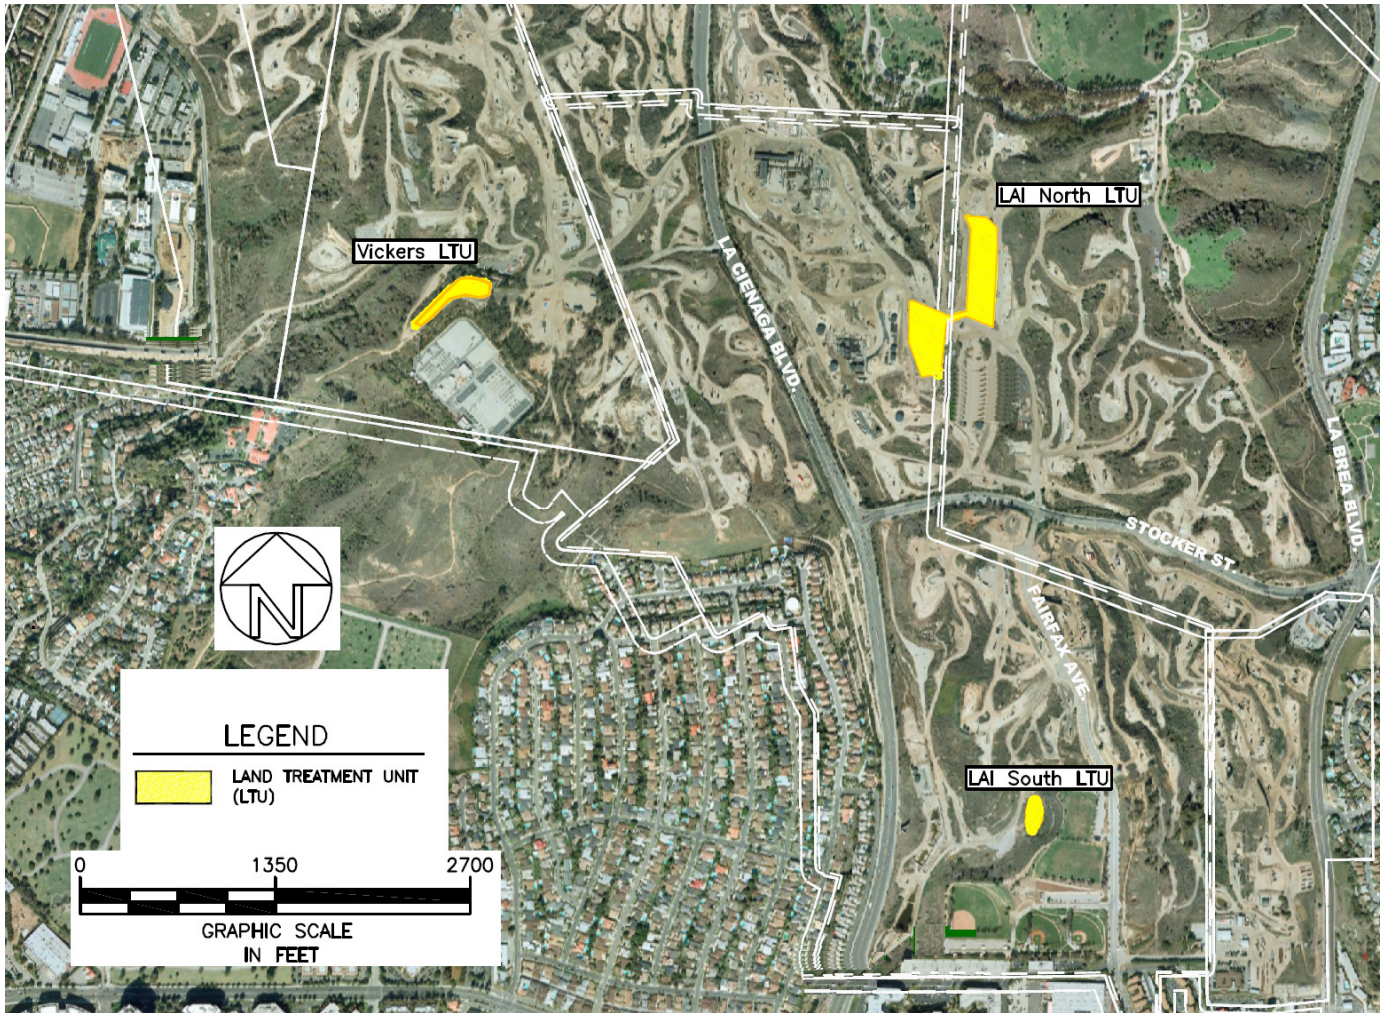 LAI North LTU
Vickers LTU
LA CIENAGA BLVD.
LA BREA BLVD.
STOCKER ST.
FAIRFAX AVE.
N
LAI South LTU
LEGEND
LAND TREATMENT UNIT
(LTU)
0 1350 2700
GRAPHIC SCALE
IN FEET